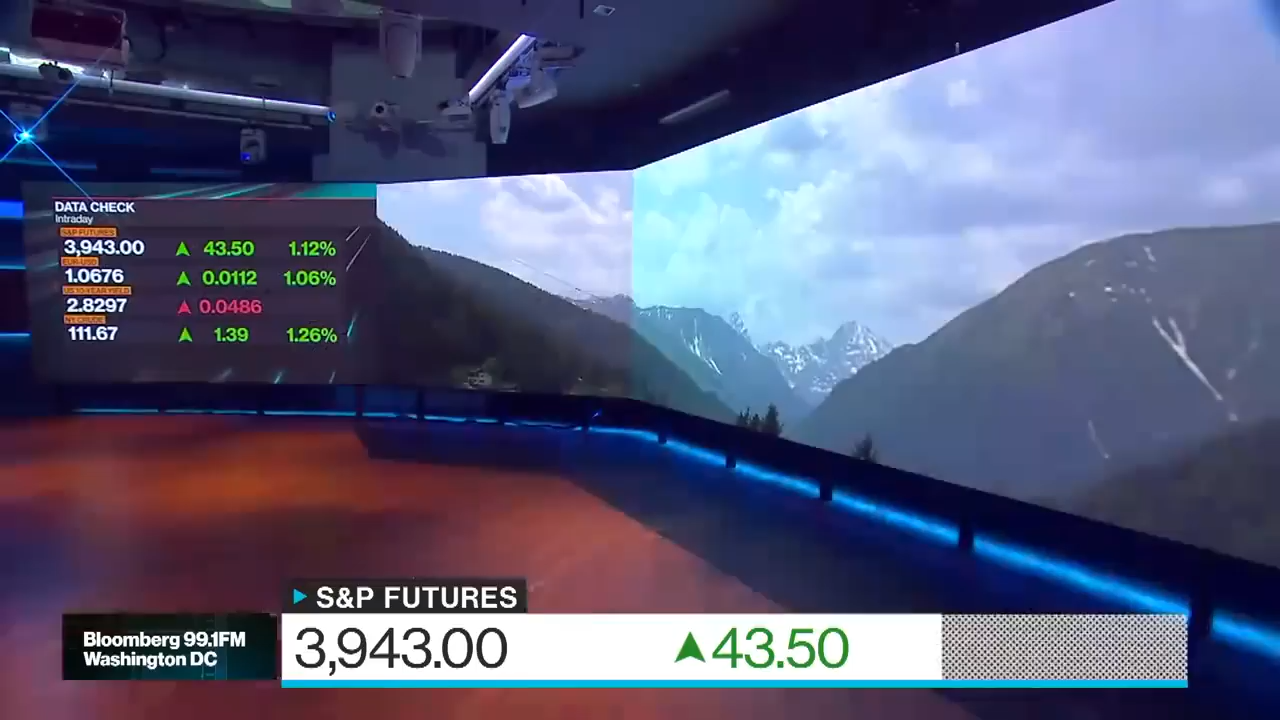 DATA CHECK
Intraday
S&P FUTURES
3,943.00 43.50 1.12%
EUR-USD
1.0676 0.0112 1.06%
US 10-YEAR YIELD
2.8297 0.0486
NY CRUDE
111.67 1.39 1.26%
S&P FUTURES
Bloomberg 99.1FM
Washington DC
3,943.00 43.50